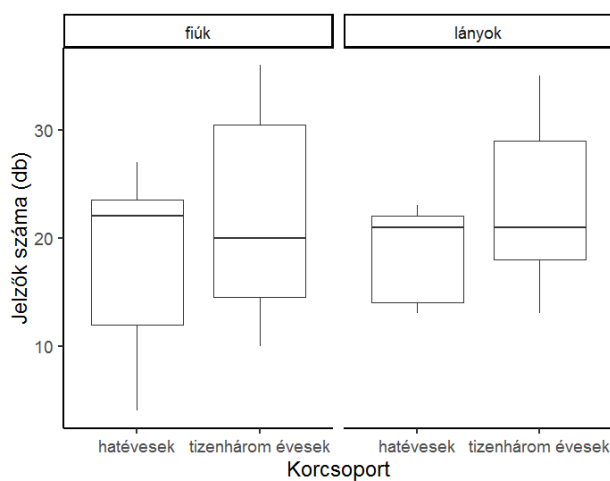 fiúk
lányok
Jelzők száma (db)
30
20
10
hatévesek
tizenhárom évesek
hatévesek
tizenhárom évesek
Korcsoport